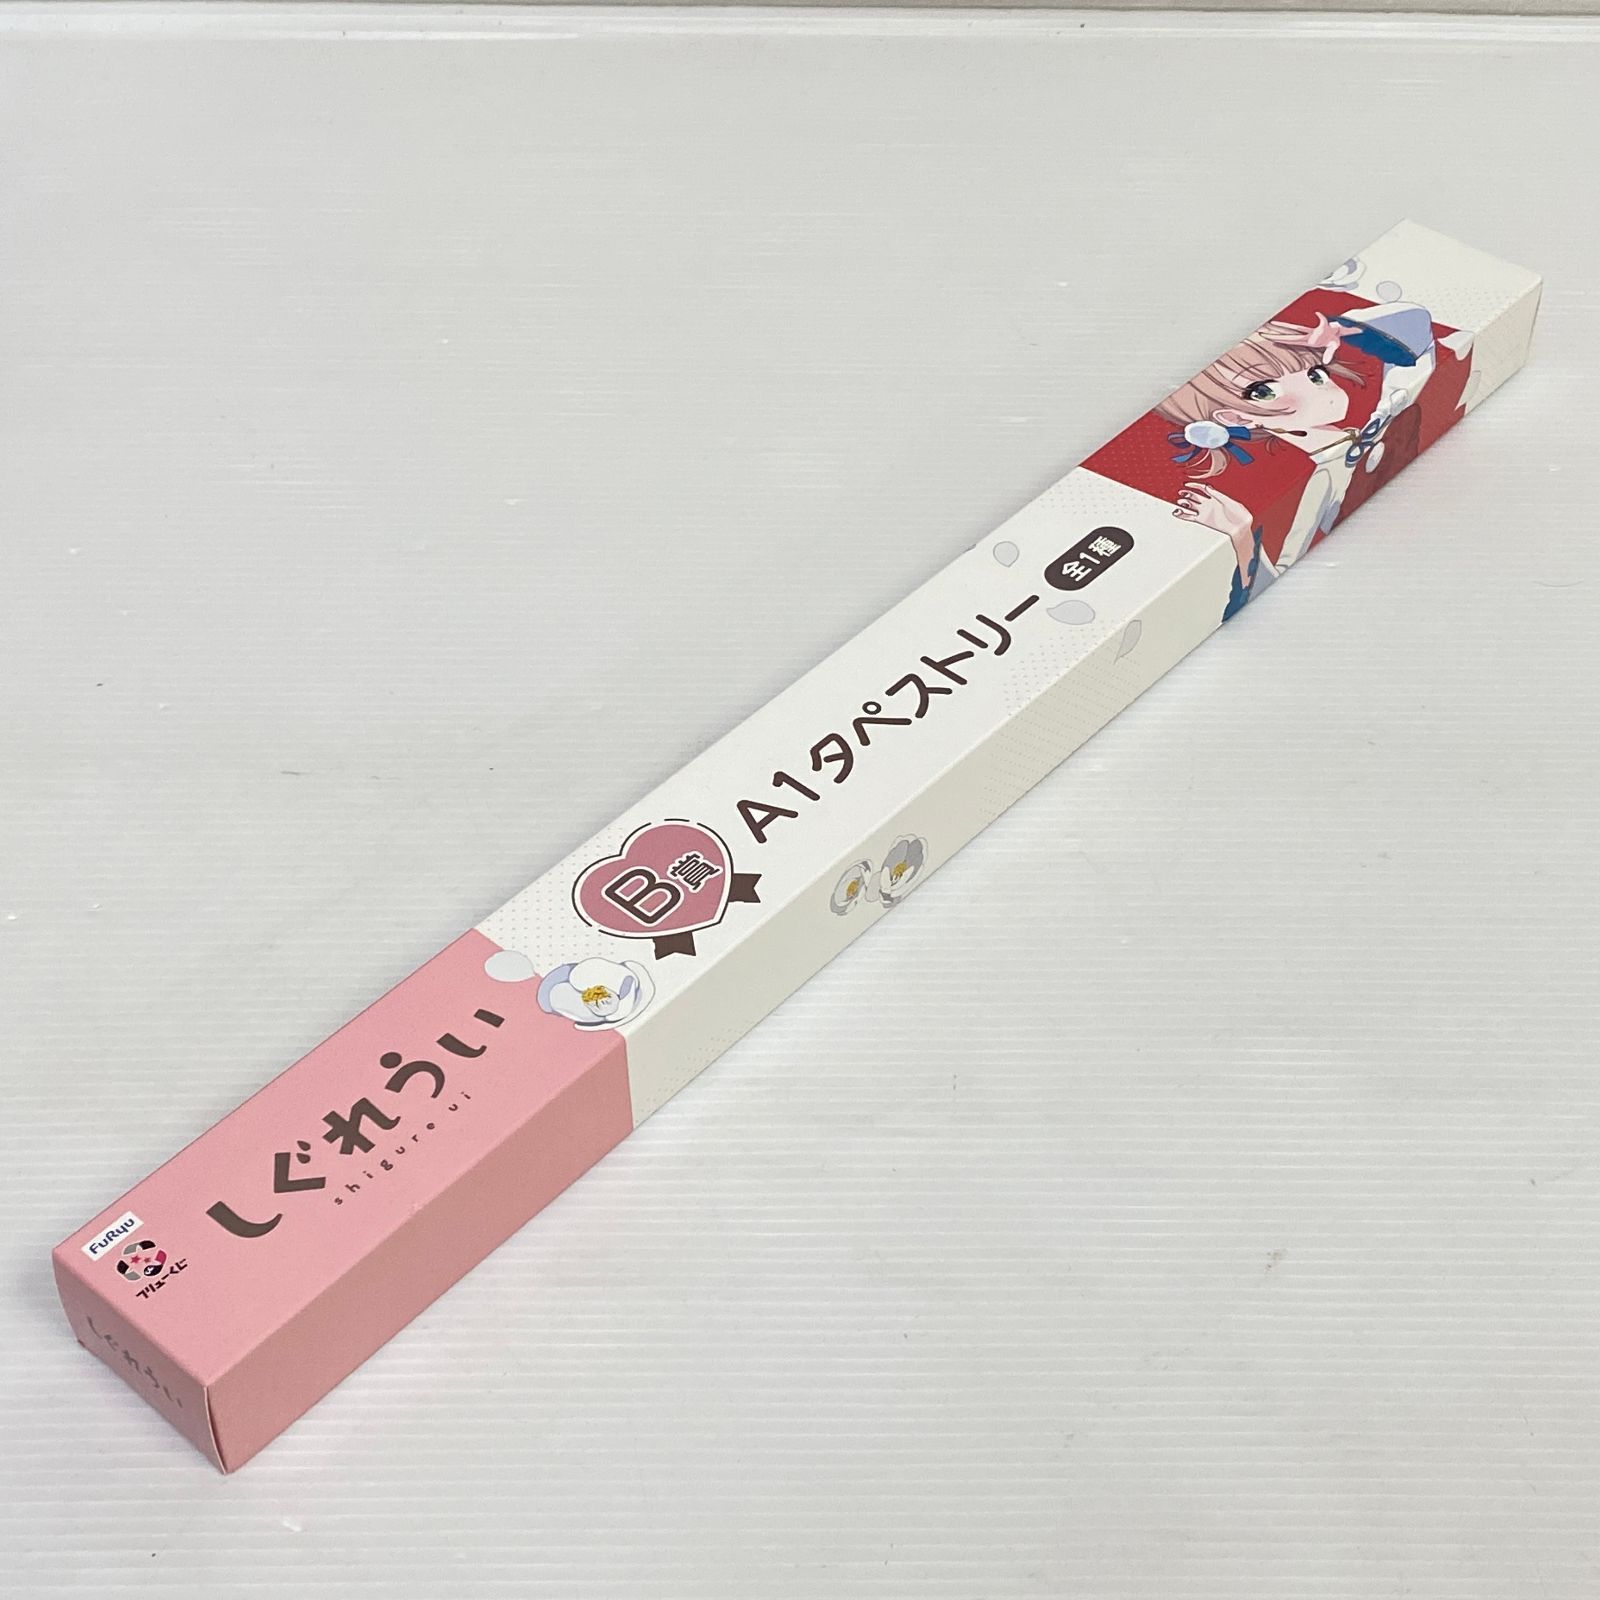 FuRyu
フリューくじ
しぐれうい
shigure ui
B賞
A1タペストリー
全1種
しぐれうい